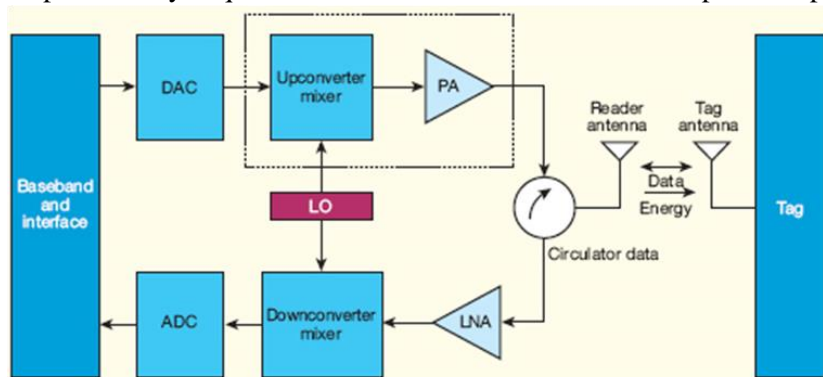 DAC
Upconverter
mixer
PA
Reader
antenna
Tag
antenna
Baseband
and
interface
LO
Data
Energy
Tag
Circulator data
ADC
Downconverter
mixer
LNA